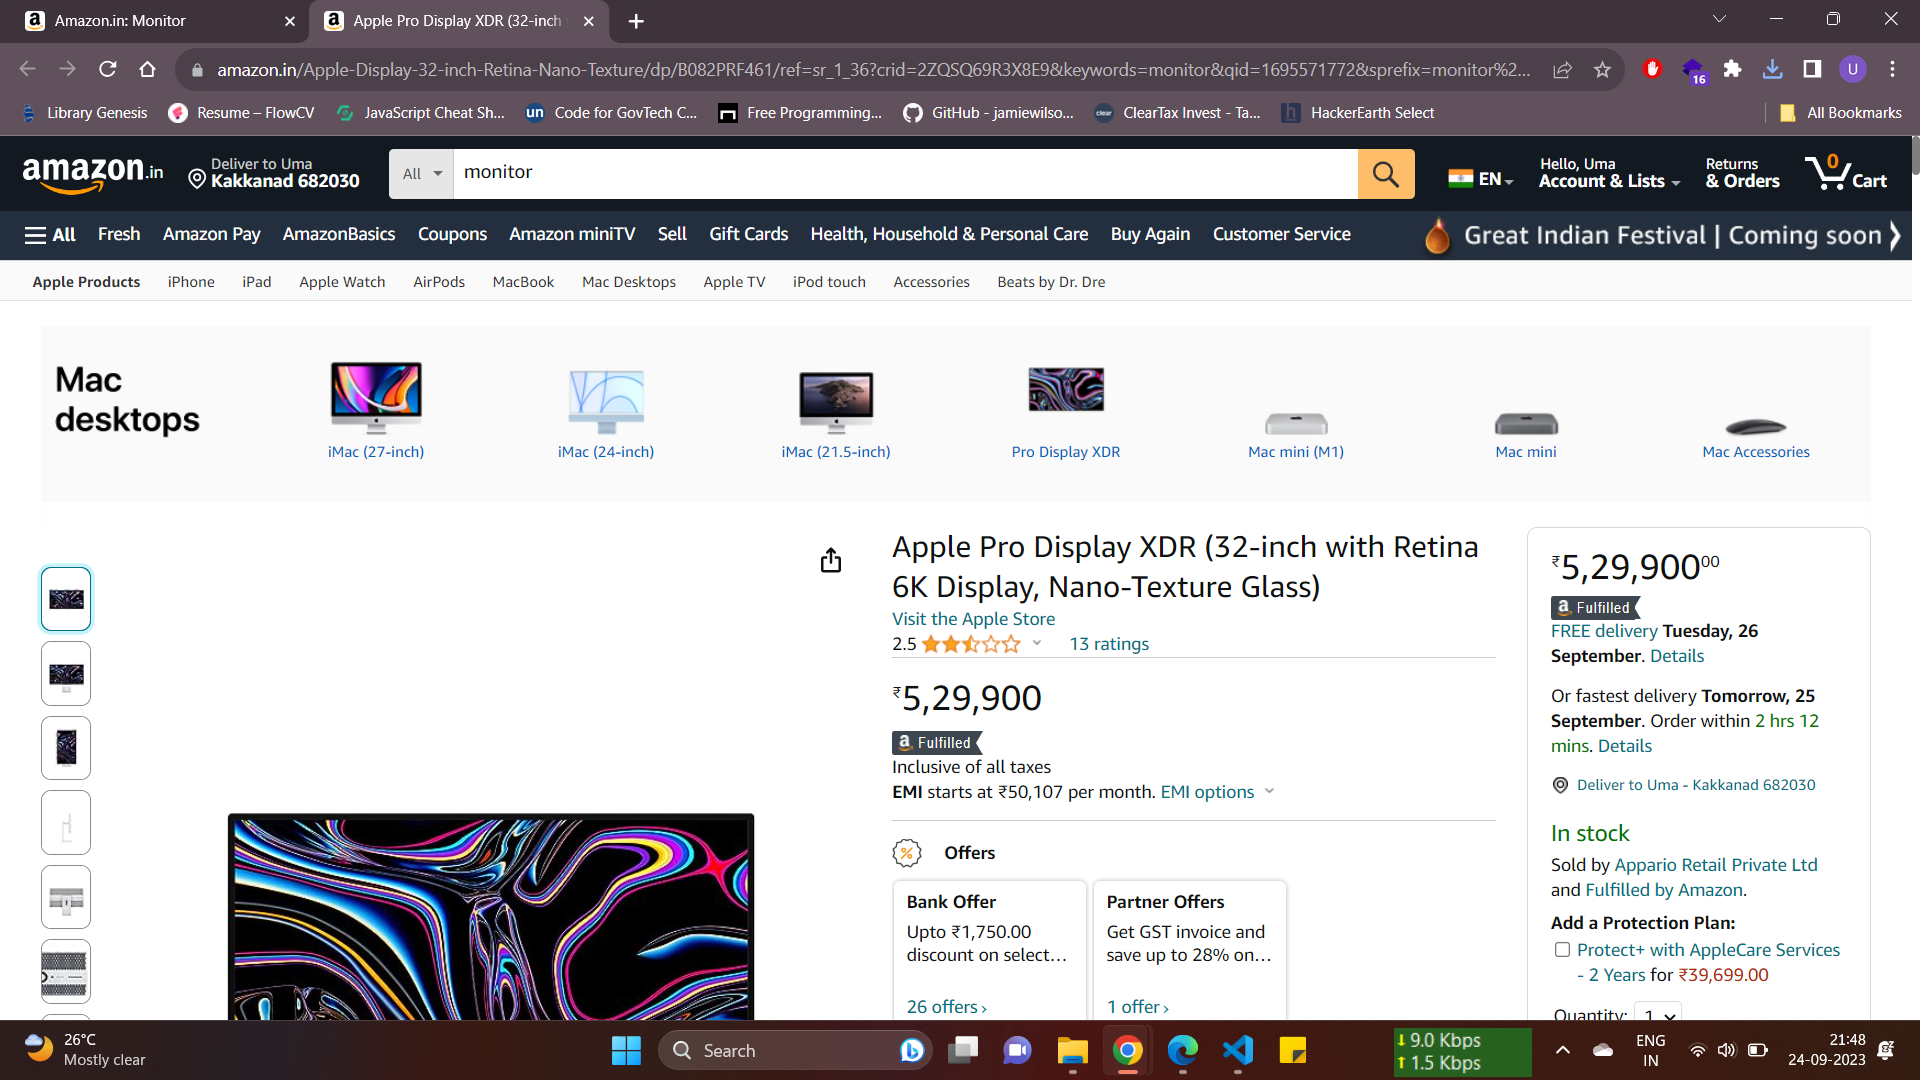 Amazon.in: Monitor
Apple Pro Display XDR (32-inch
amazon.in/Apple-Display-32-inch-Retina-Nano-Texture/dp/B082PRF461/ref=sr_1_36?crid=2ZQSQ69R3X8E9&keywords=monitor&qid=1695571772&sprefix=monitor%2...
16
U
Library Genesis
Resume – FlowCV
JavaScript Cheat Sh...
un Code for GovTech C...
Free Programming...
GitHub - jamiewilso...
clear ClearTax Invest - Ta...
h HackerEarth Select
All Bookmarks
amazon.in
Deliver to Uma
Kakkanad 682030
All
monitor
EN
Hello, Uma
Account & Lists
Returns
& Orders
0
Cart
All
Fresh
Amazon Pay
AmazonBasics
Coupons
Amazon miniTV
Sell
Gift Cards
Health, Household & Personal Care
Buy Again
Customer Service
Great Indian Festival | Coming soon
Apple Products
iPhone
iPad
Apple Watch
AirPods
MacBook
Mac Desktops
Apple TV
iPod touch
Accessories
Beats by Dr. Dre
Mac
desktops
iMac (27-inch)
iMac (24-inch)
iMac (21.5-inch)
Pro Display XDR
Mac mini (M1)
Mac mini
Mac Accessories
Apple Pro Display XDR (32-inch with Retina
6K Display, Nano-Texture Glass)
Visit the Apple Store
2.5
13 ratings
₹5,29,900
a Fulfilled
Inclusive of all taxes
EMI starts at ₹50,107 per month. EMI options
Offers
Bank Offer
Upto ₹1,750.00
discount on select...
26 offers ›
Partner Offers
Get GST invoice and
save up to 28% on...
1 offer ›
₹5,29,90000
a Fulfilled
FREE delivery Tuesday, 26
September. Details
Or fastest delivery Tomorrow, 25
September. Order within 2 hrs 12
mins. Details
Deliver to Uma - Kakkanad 682030
In stock
Sold by Appario Retail Private Ltd
and Fulfilled by Amazon.
Add a Protection Plan:
Protect+ with AppleCare Services
- 2 Years for ₹39,699.00
Quantity: 1
26°C
Mostly clear
Search
9.0 Kbps
1.5 Kbps
ENG
IN
21:48
24-09-2023